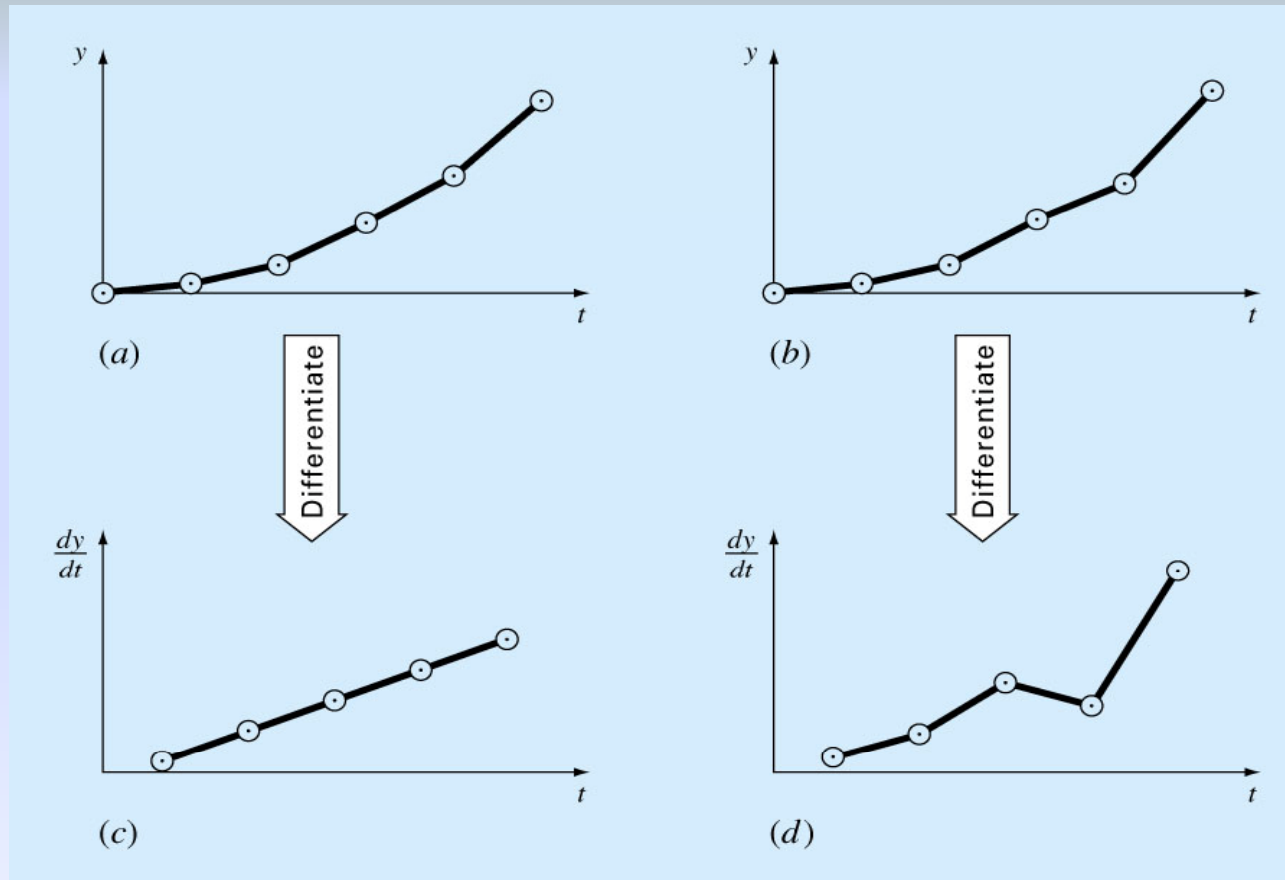 y
t
(a)
y
t
(b)
Differentiate
Differentiate
dy
dt
t
(c)
dy
dt
t
(d)